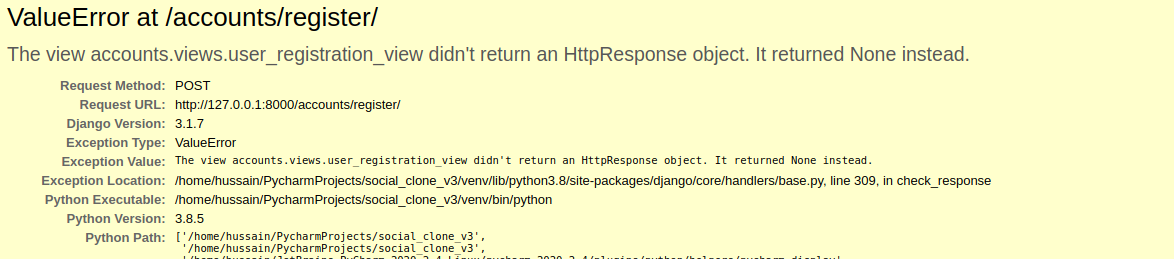 ValueError at /accounts/register/
The view accounts.views.user_registration_view didn't return an HttpResponse object. It returned None instead.
Request Method: POST
Request URL: http://127.0.0.1:8000/accounts/register/
Django Version: 3.1.7
Exception Type: ValueError
Exception Value: The view accounts.views.user_registration_view didn't return an HttpResponse object. It returned None instead.
Exception Location: /home/hussain/PycharmProjects/social_clone_v3/venv/lib/python3.8/site-packages/django/core/handlers/base.py, line 309, in check_response
Python Executable: /home/hussain/PycharmProjects/social_clone_v3/venv/bin/python
Python Version: 3.8.5
Python Path: ['/home/hussain/PycharmProjects/social_clone_v3',
'/home/hussain/PycharmProjects/social_clone_v3',